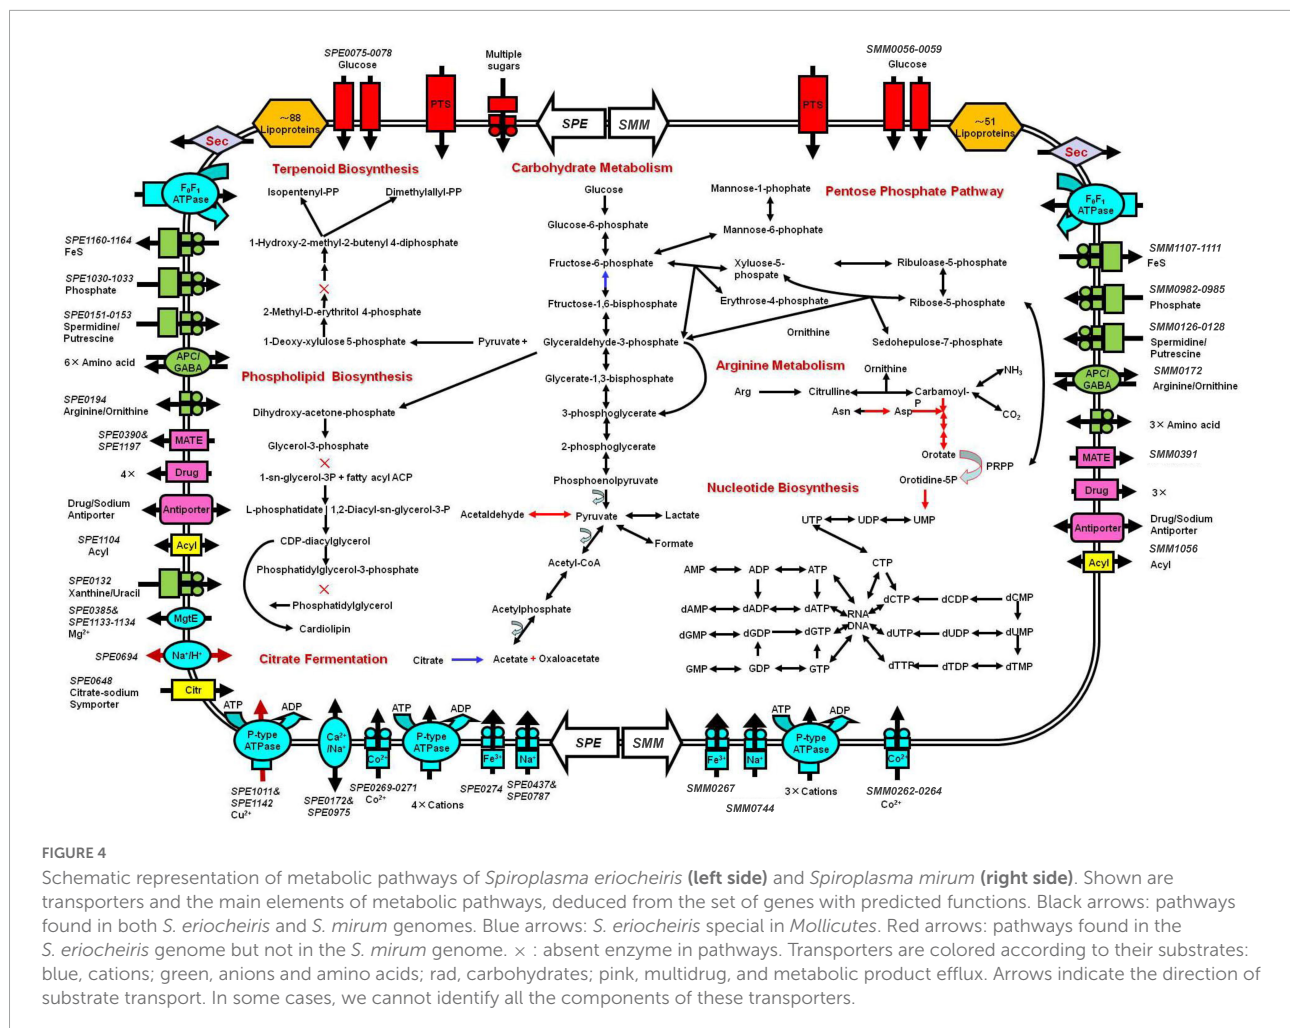 SPE0075-0078
Glucose
Multiple
sugars
SMM0056-0059
Glucose
~88
Lipoproteins
PTS
SPE
SMM
PTS
~51
Lipoproteins
Sec
Sec
Terpenoid Biosynthesis
Carbohydrate Metabolism
Pentose Phosphate Pathway
F₀F₁
ATPase
F₀F₁
ATPase
Isopentenyl-PP
Dimethylallyl-PP
Glucose
Mannose-1-phophate
Glucose-6-phosphate
Mannose-6-phophate
1-Hydroxy-2-methyl-2-butenyl 4-diphosphate
Fructose-6-phosphate
Xyluose-5-
phospate
Ribuloase-5-phosphate
Erythrose-4-phosphate
Ribose-5-phosphate
2-Methyl-D-erythritol 4-phosphate
Ftructose-1,6-bisphosphate
Ornithine
Sedohepulose-7-phosphate
1-Deoxy-xylulose 5-phosphate
Pyruvate +
Glyceraldehyde-3-phosphate
SPE1160-1164
FeS
SPE1030-1033
Phosphate
SPE0151-0153
Spermidine/
Putrescine
6× Amino acid
APC/
GABA
SPE0194
Arginine/Ornithine
SPE0390&
SPE1197
MATE
4×
Drug
Drug/Sodium
Antiporter
Antiporter
SPE1104
Acyl
Acyl
SPE0132
Xanthine/Uracil
SPE0385&
SPE1133-1134
Mg²⁺
MgtE
SPE0694
Na⁺/H⁺
SPE0648
Citrate-sodium
Symporter
Citr
SMM1107-1111
FeS
SMM0982-0985
Phosphate
SMM0126-0128
Spermidine/
Putrescine
APC/
GABA
SMM0172
Arginine/Ornithine
3× Amino acid
MATE
SMM0391
Drug
3×
Antiporter
Drug/Sodium
Antiporter
Acyl
SMM1056
Acyl
Phospholipid Biosynthesis
Dihydroxy-acetone-phosphate
Glycerol-3-phosphate
×
1-sn-glycerol-3P + fatty acyl ACP
L-phosphatidate
1,2-Diacyl-sn-glycerol-3-P
CDP-diacylglycerol
Phosphatidylglycerol-3-phosphate
×
Phosphatidylglycerol
Cardiolipin
Glycerate-1,3-bisphosphate
3-phosphoglycerate
2-phosphoglycerate
Phosphoenolpyruvate
Acetaldehyde
Pyruvate
Lactate
Formate
Acetyl-CoA
Acetylphosphate
Citrate Fermentation
Citrate
Acetate + Oxaloacetate
Arginine Metabolism
Ornithine
Arg
Citrulline
Carbamoyl-
P
NH₃
CO₂
Asn
Asp
Orotate
PRPP
Orotidine-5P
Nucleotide Biosynthesis
UTP
UDP
UMP
CTP
AMP
ADP
ATP
dCTP
dCDP
dCMP
dAMP
dADP
dATP
RNA
DNA
dGMP
dGDP
dGTP
dUTP
dUDP
dUMP
GMP
GDP
GTP
dTTP
dTDP
dTMP
ATP
ADP
P-type
ATPase
SPE1011&
SPE1142
Cu²⁺
Ca²⁺
/Na⁺
SPE0172&
SPE0975
Co²⁺
SPE0269-0271
Co²⁺
ATP
ADP
P-type
ATPase
4× Cations
Fe³⁺
SPE0274
Na⁺
SPE0437&
SPE0787
SPE
SMM
Fe³⁺
SMM0267
Na⁺
SMM0744
ATP
ADP
P-type
ATPase
3× Cations
Co²⁺
SMM0262-0264
Co²⁺
FIGURE 4
Schematic representation of metabolic pathways of Spiroplasma eriocheiris (left side) and Spiroplasma mirum (right side). Shown are
transporters and the main elements of metabolic pathways, deduced from the set of genes with predicted functions. Black arrows: pathways
found in both S. eriocheiris and S. mirum genomes. Blue arrows: S. eriocheiris special in Mollicutes. Red arrows: pathways found in the
S. eriocheiris genome but not in the S. mirum genome. × : absent enzyme in pathways. Transporters are colored according to their substrates:
blue, cations; green, anions and amino acids; rad, carbohydrates; pink, multidrug, and metabolic product efflux. Arrows indicate the direction of
substrate transport. In some cases, we cannot identify all the components of these transporters.